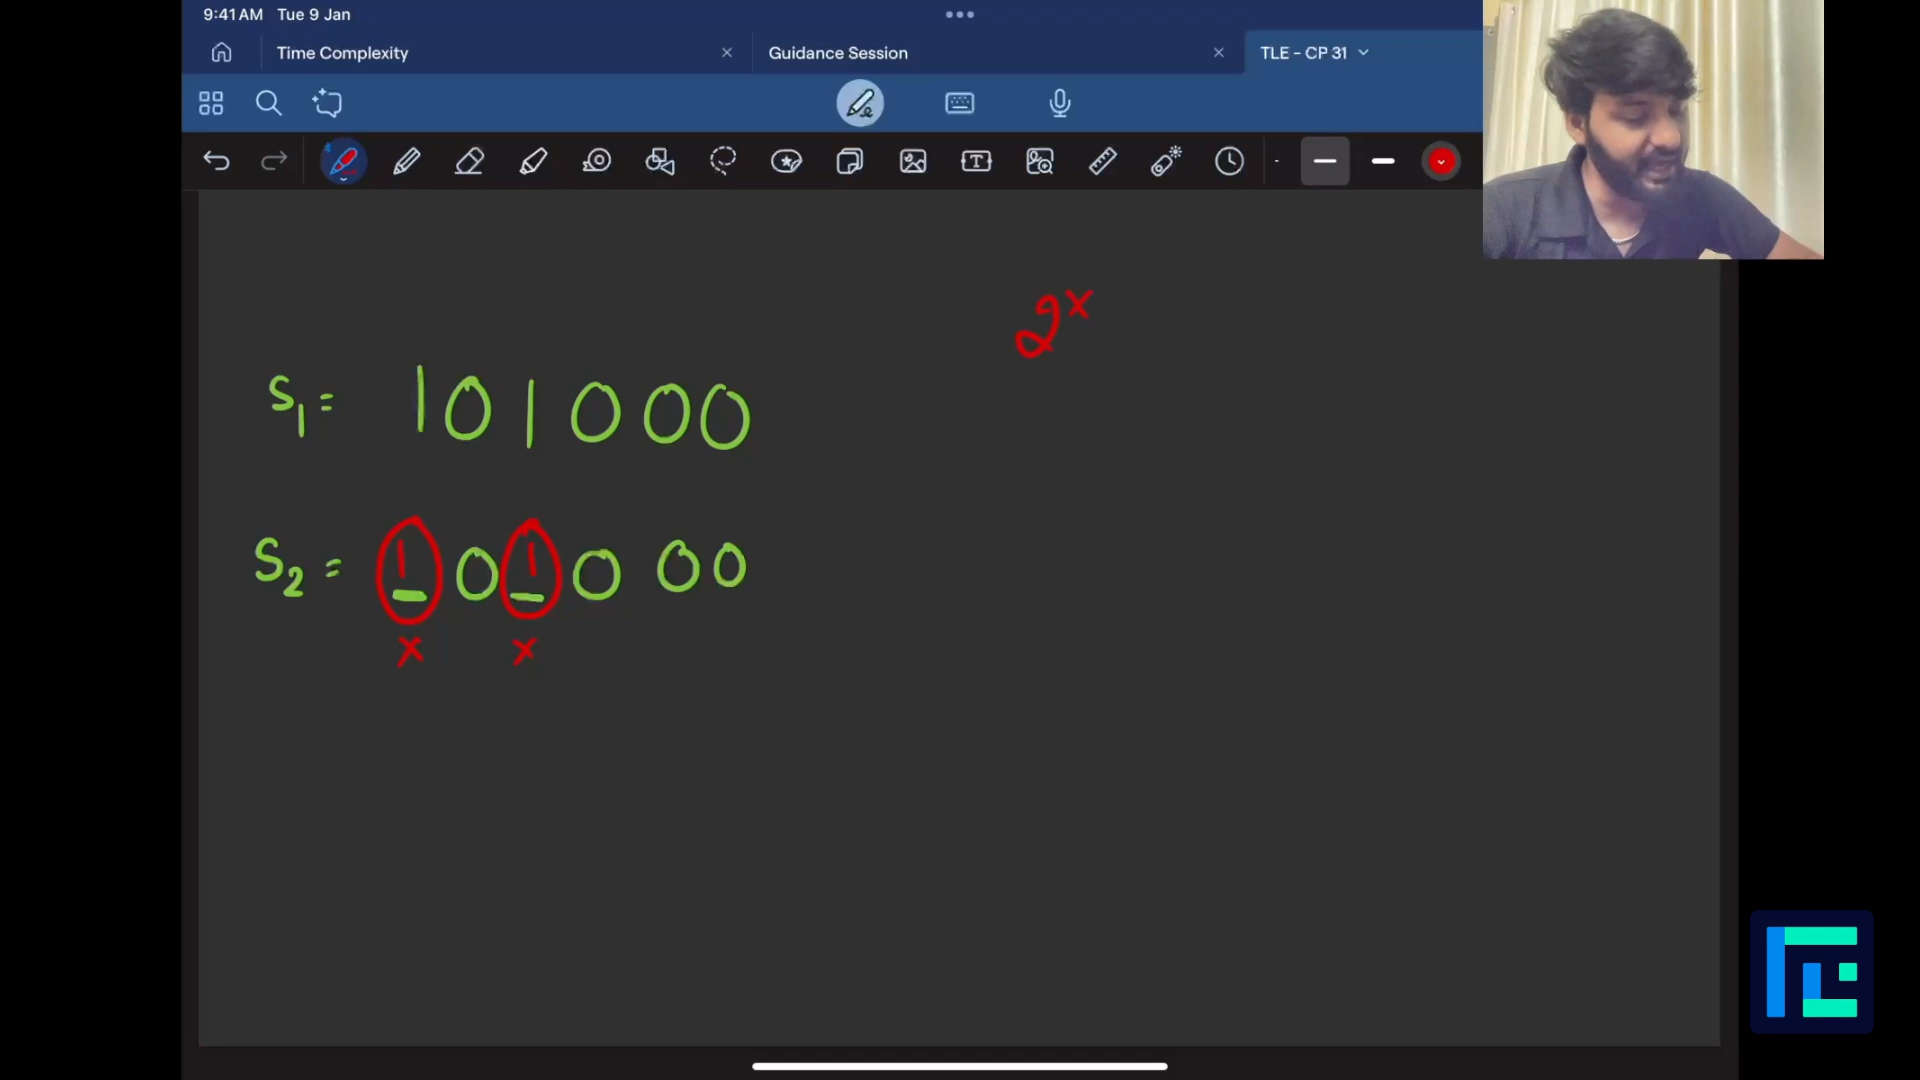 9:41 AM Tue 9 Jan
Time Complexity Guidance Session TLE - CP 31
2^x
S₁ = 101000
S₂ = 101000
x x